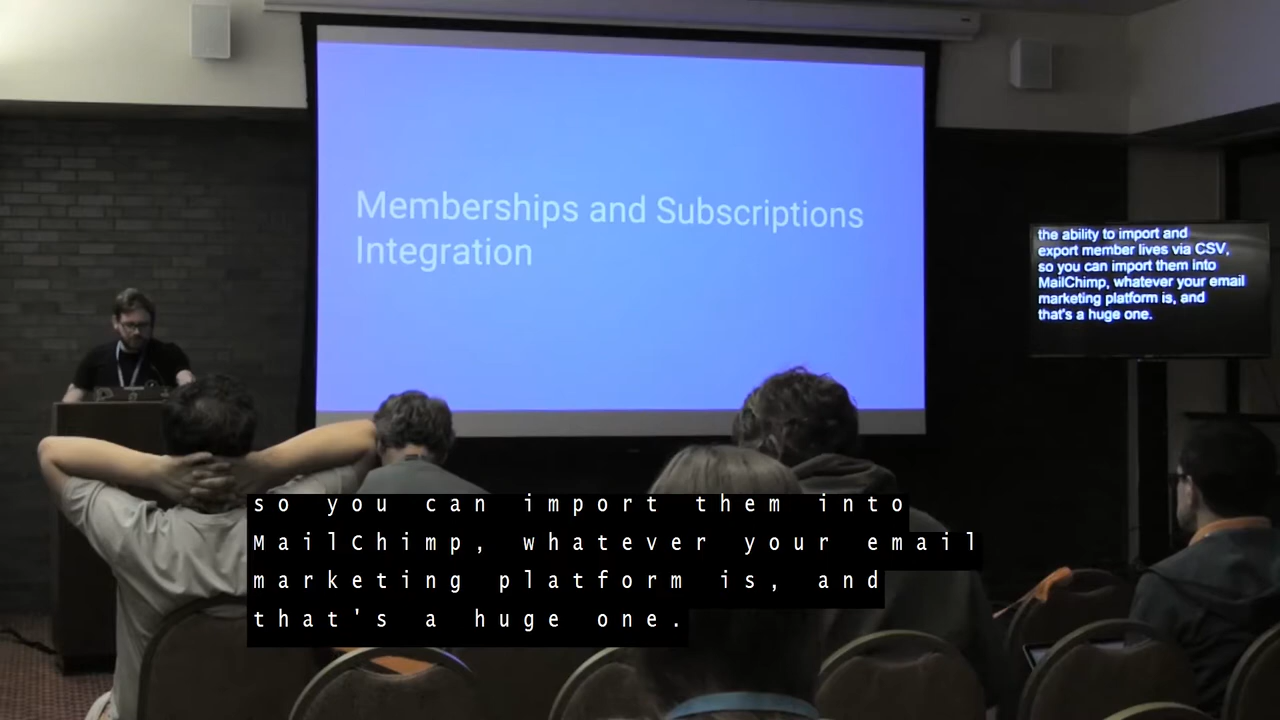 Memberships and Subscriptions
Integration
the ability to import and
export member lives via CSV,
so you can import them into
MailChimp, whatever your email
marketing platform is, and
that's a huge one.
so you can import them into
MailChimp, whatever your email
marketing platform is, and
that's a huge one.